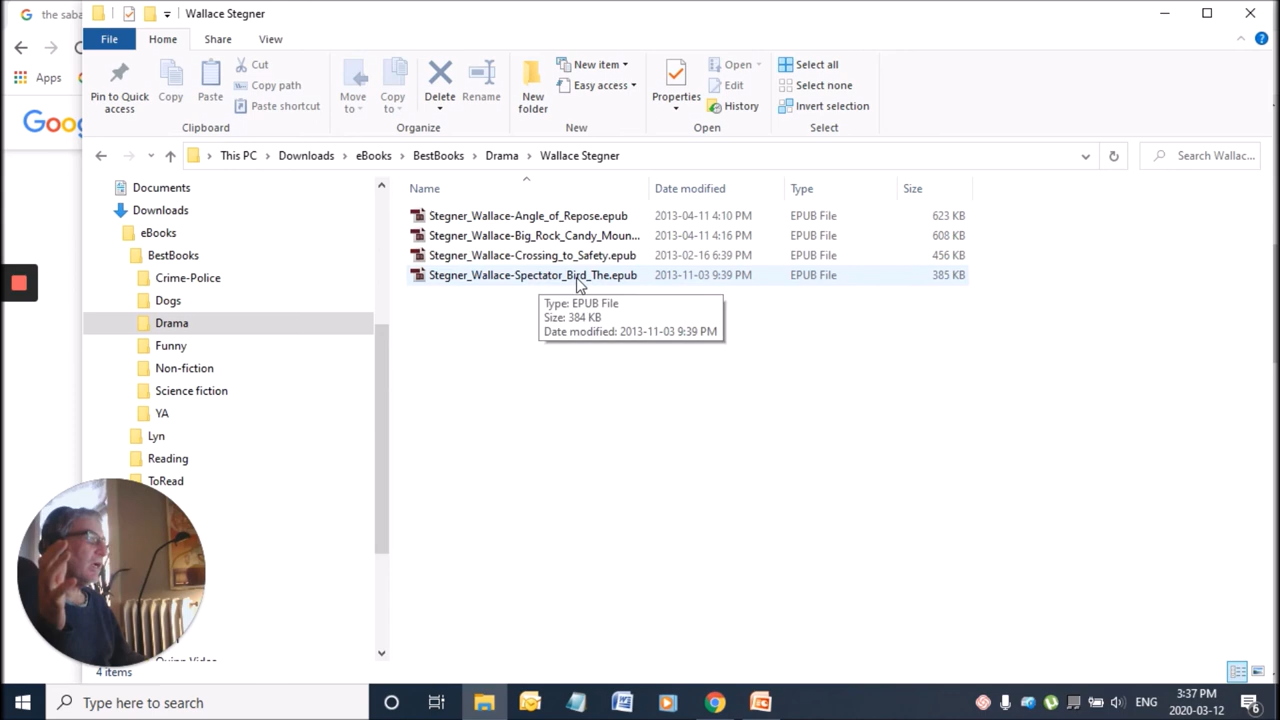 the saba
Wallace Stegner
File Home Share View
Apps
Goog
Pin to Quick access
Copy
Paste
Cut
Copy path
Paste shortcut
Clipboard
Move to
Copy to
Delete
Rename
Organize
New folder
New item
Easy access
New
Properties
Open
Edit
History
Open
Select all
Select none
Invert selection
Select
This PC > Downloads > eBooks > BestBooks > Drama > Wallace Stegner
Search Wallac...
Documents
Downloads
eBooks
BestBooks
Crime-Police
Dogs
Drama
Funny
Non-fiction
Science fiction
YA
Lyn
Reading
ToRead
Quinn Video
4 items
Name Date modified Type Size
Stegner_Wallace-Angle_of_Repose.epub 2013-04-11 4:10 PM EPUB File 623 KB
Stegner_Wallace-Big_Rock_Candy_Moun... 2013-04-11 4:16 PM EPUB File 608 KB
Stegner_Wallace-Crossing_to_Safety.epub 2013-02-16 6:39 PM EPUB File 456 KB
Stegner_Wallace-Spectator_Bird_The.epub 2013-11-03 9:39 PM EPUB File 385 KB
Type: EPUB File
Size: 384 KB
Date modified: 2013-11-03 9:39 PM
Type here to search
ENG
3:37 PM
2020-03-12
6